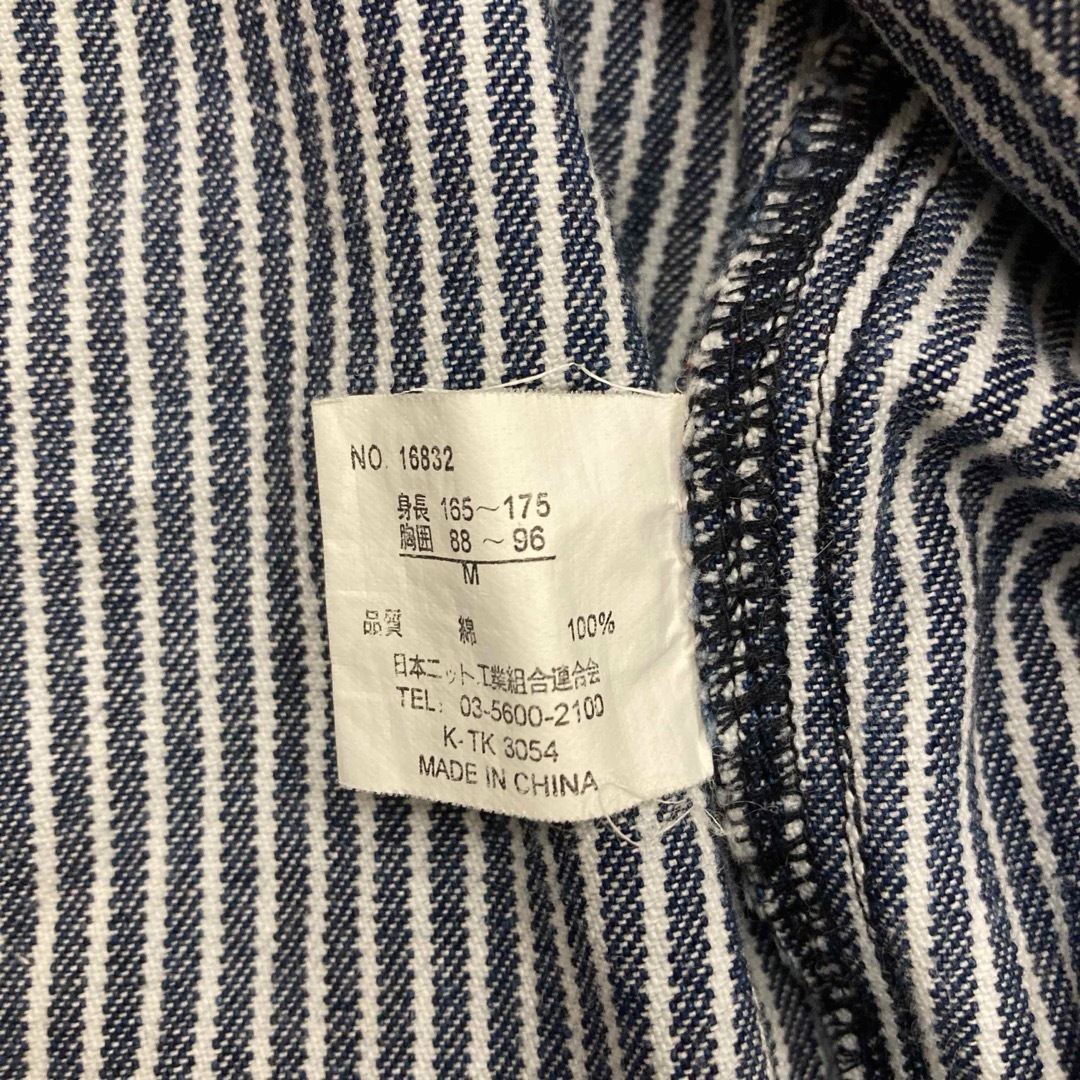 NO. 16832
身長 165～175
胸囲 88～96
M
品質 綿 100%
日本ニット工業組合連合会
TEL: 03-5600-2100
K-TK 3054
MADE IN CHINA